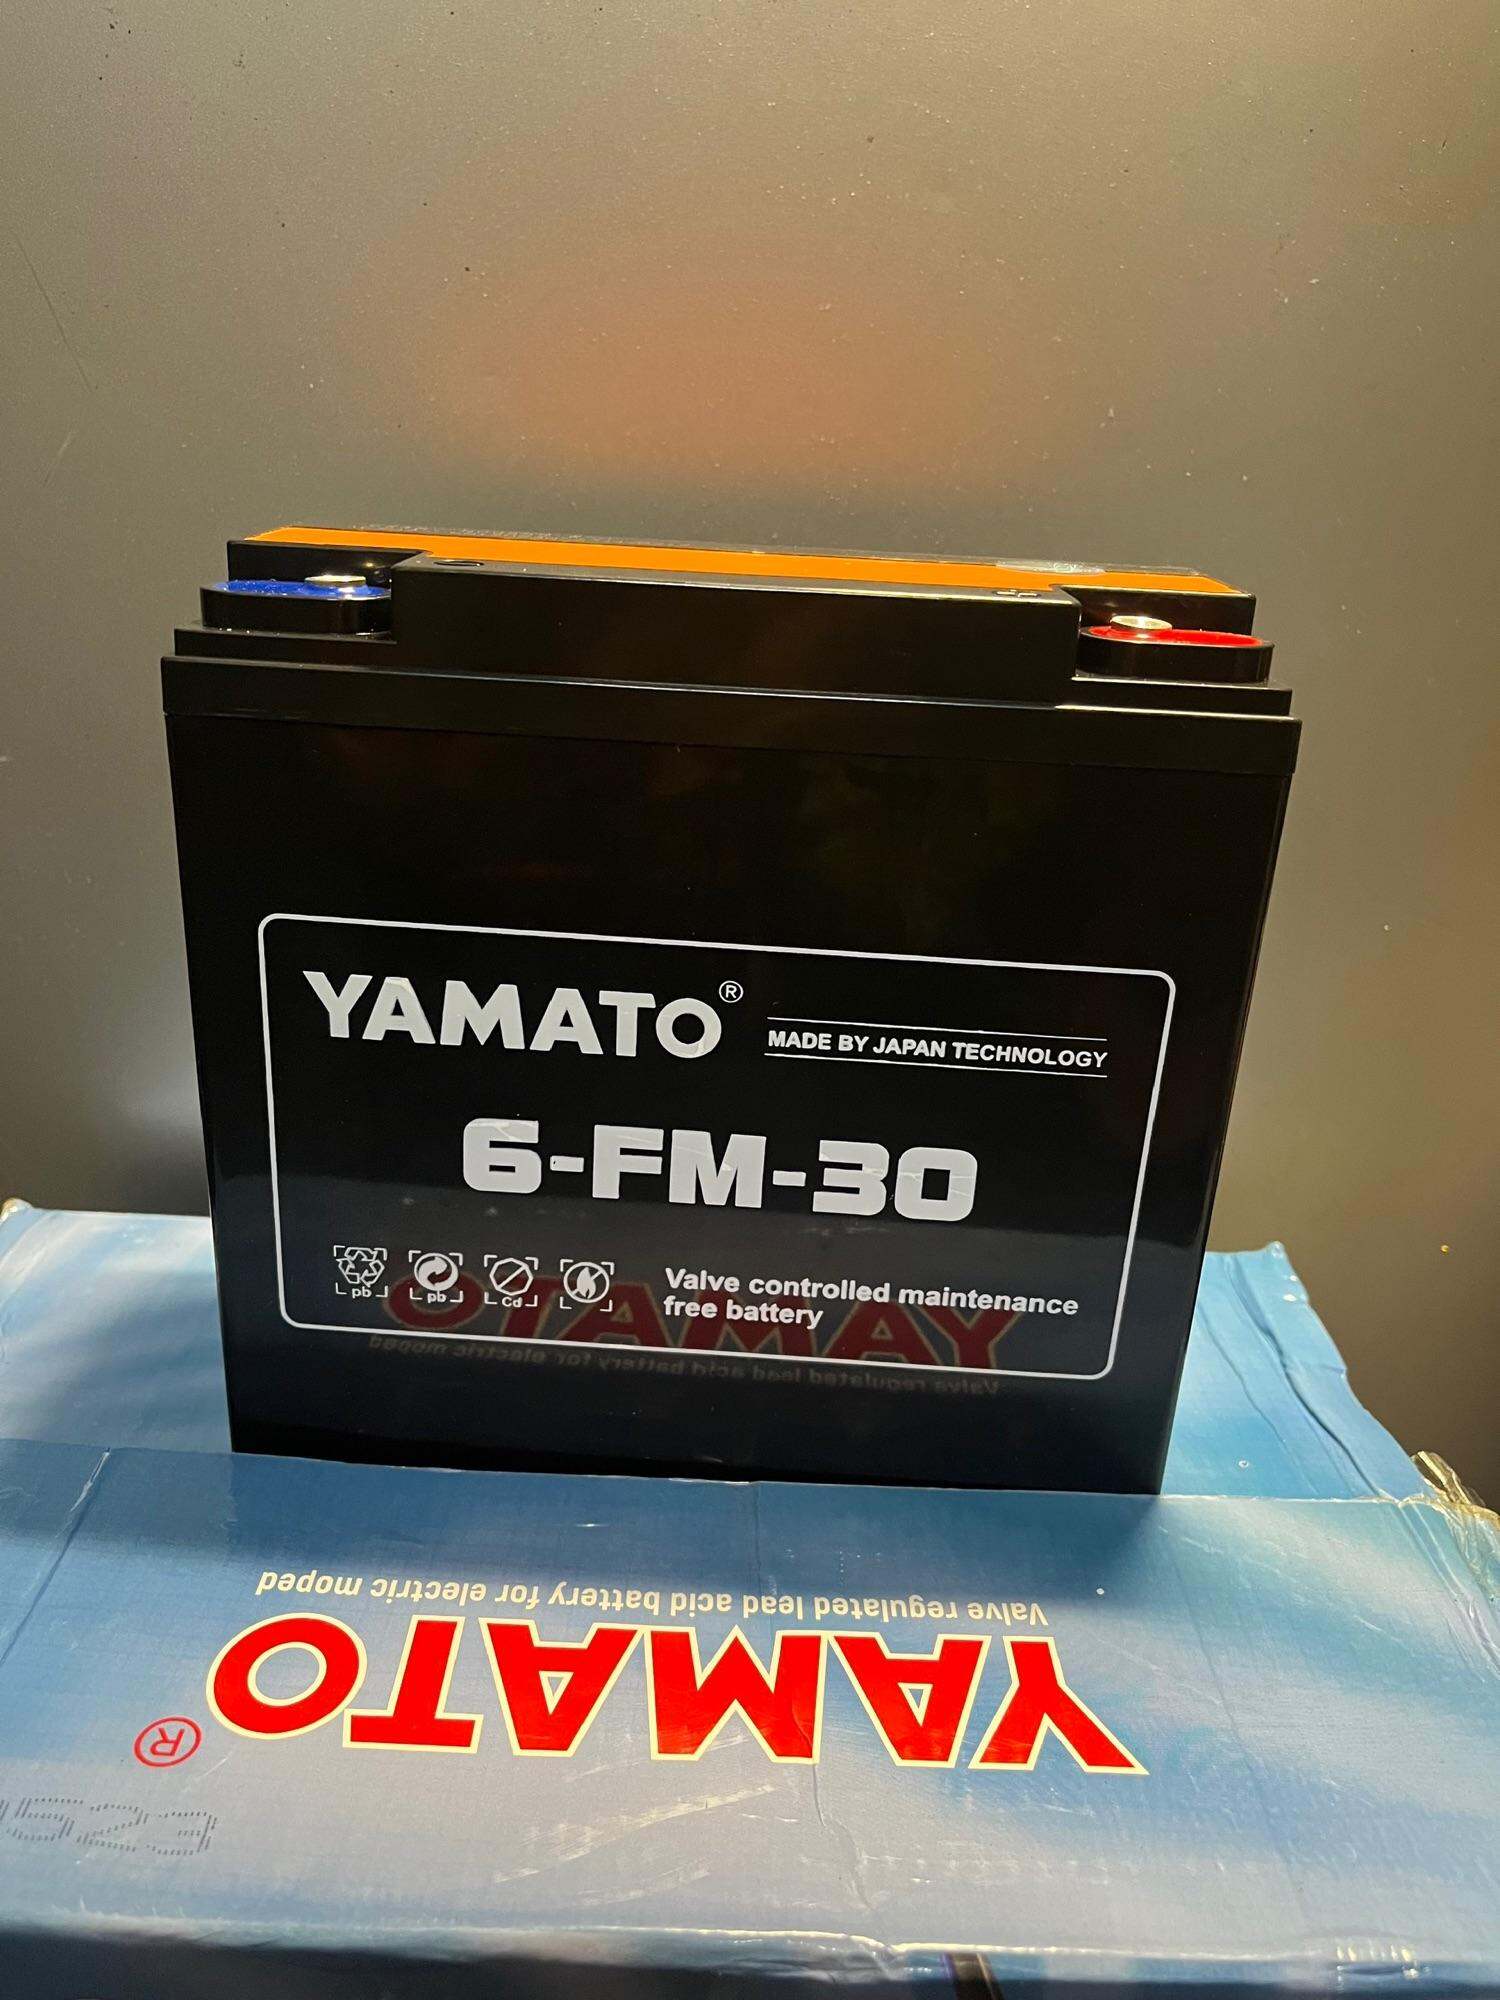 YAMATO®
MADE BY JAPAN TECHNOLOGY
6-FM-30
pb
pb
Cd
Valve controlled maintenance
free battery
YAMATO®
Valve regulated lead acid battery for electric moped